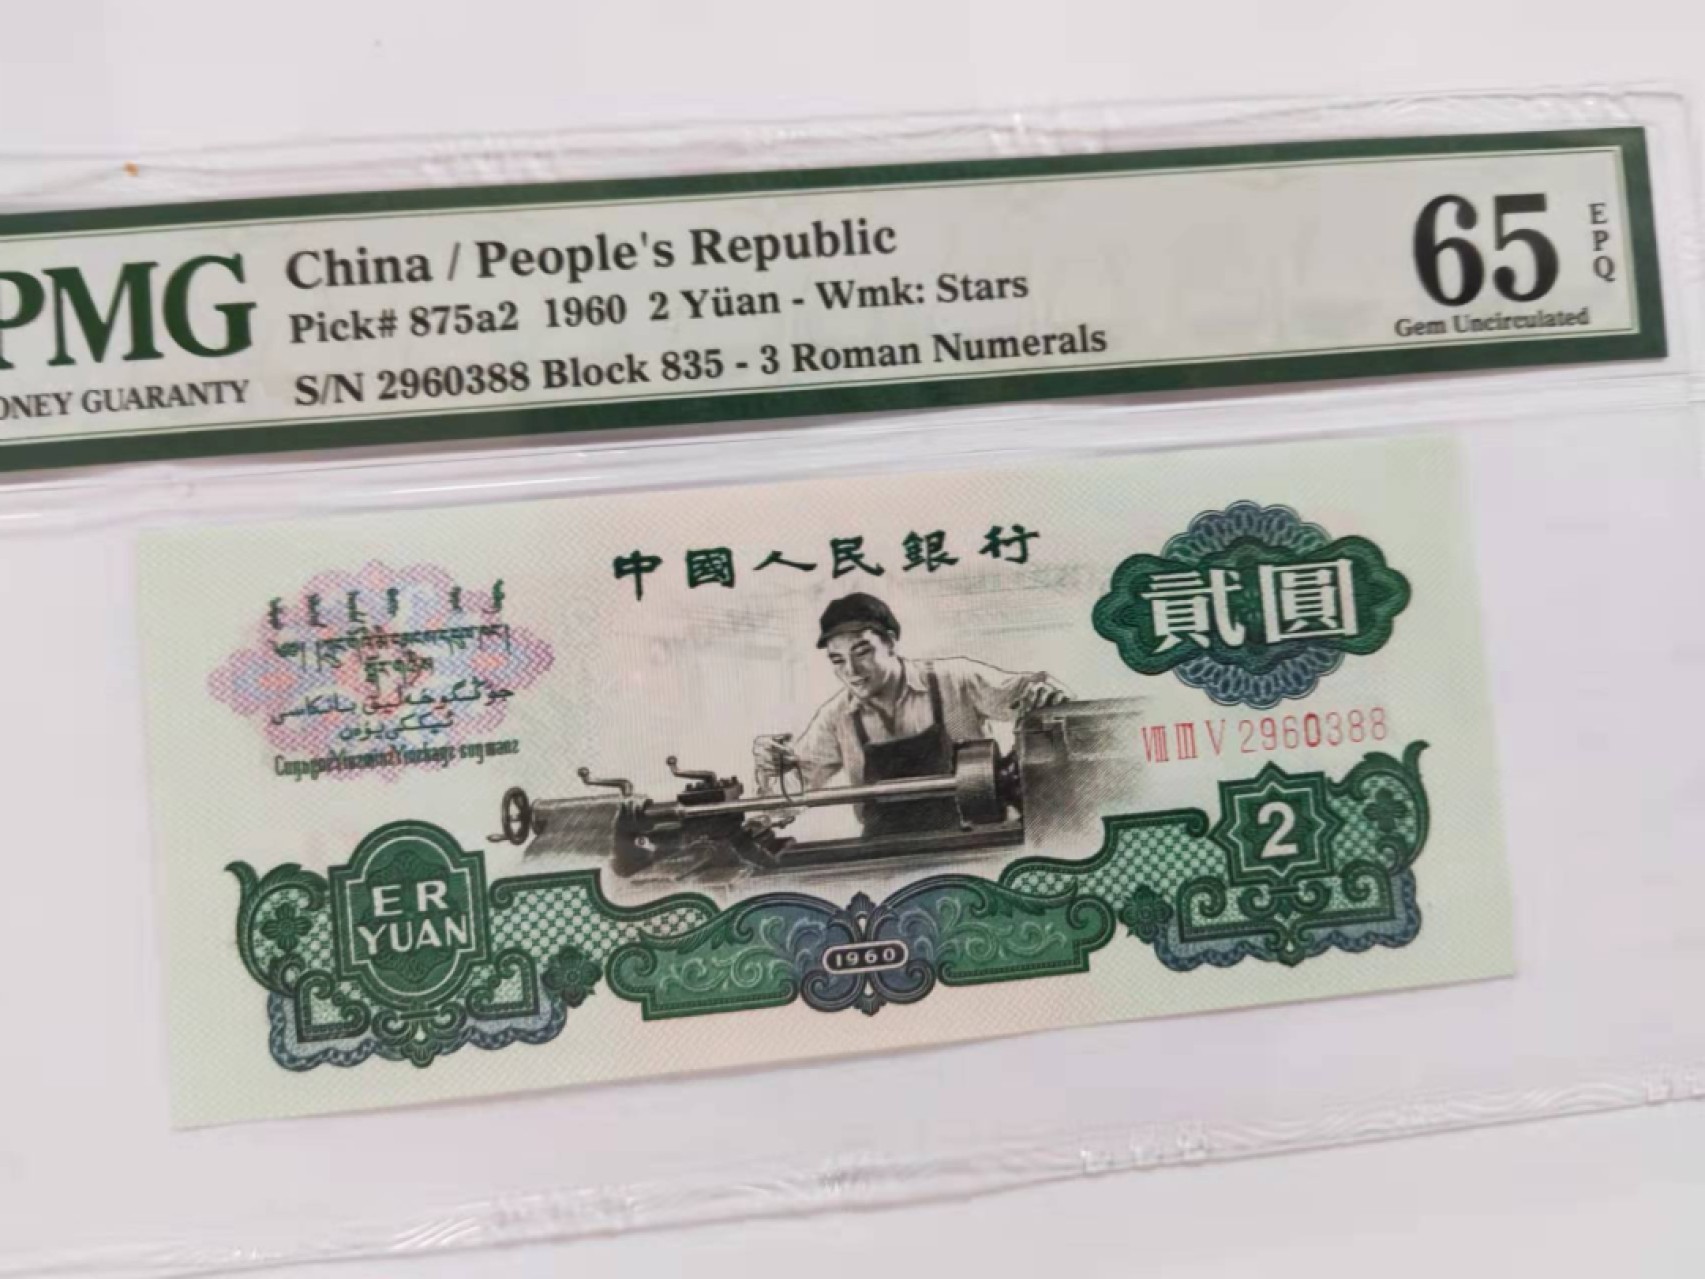 China / People's Republic
Pick# 875a2 1960 2 Yüan - Wmk: Stars
S/N 2960388 Block 835 - 3 Roman Numerals
PMG
ONEY GUARANTY
65
EPQ
Gem Uncirculated
中國人民銀行
貳圓
VIII III V 2960388
2
ER
YUAN
1960